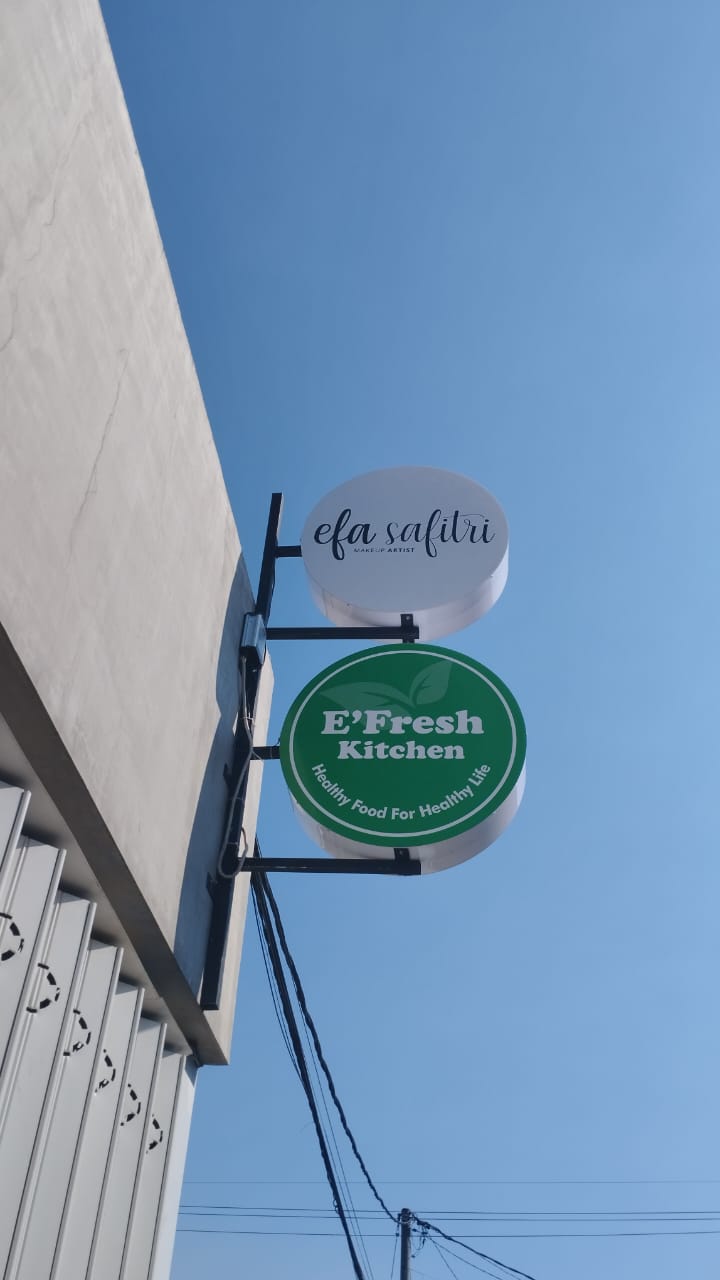 efa safitri
MAKEUP ARTIST
E'Fresh
Kitchen
Healthy Food For Healthy Life